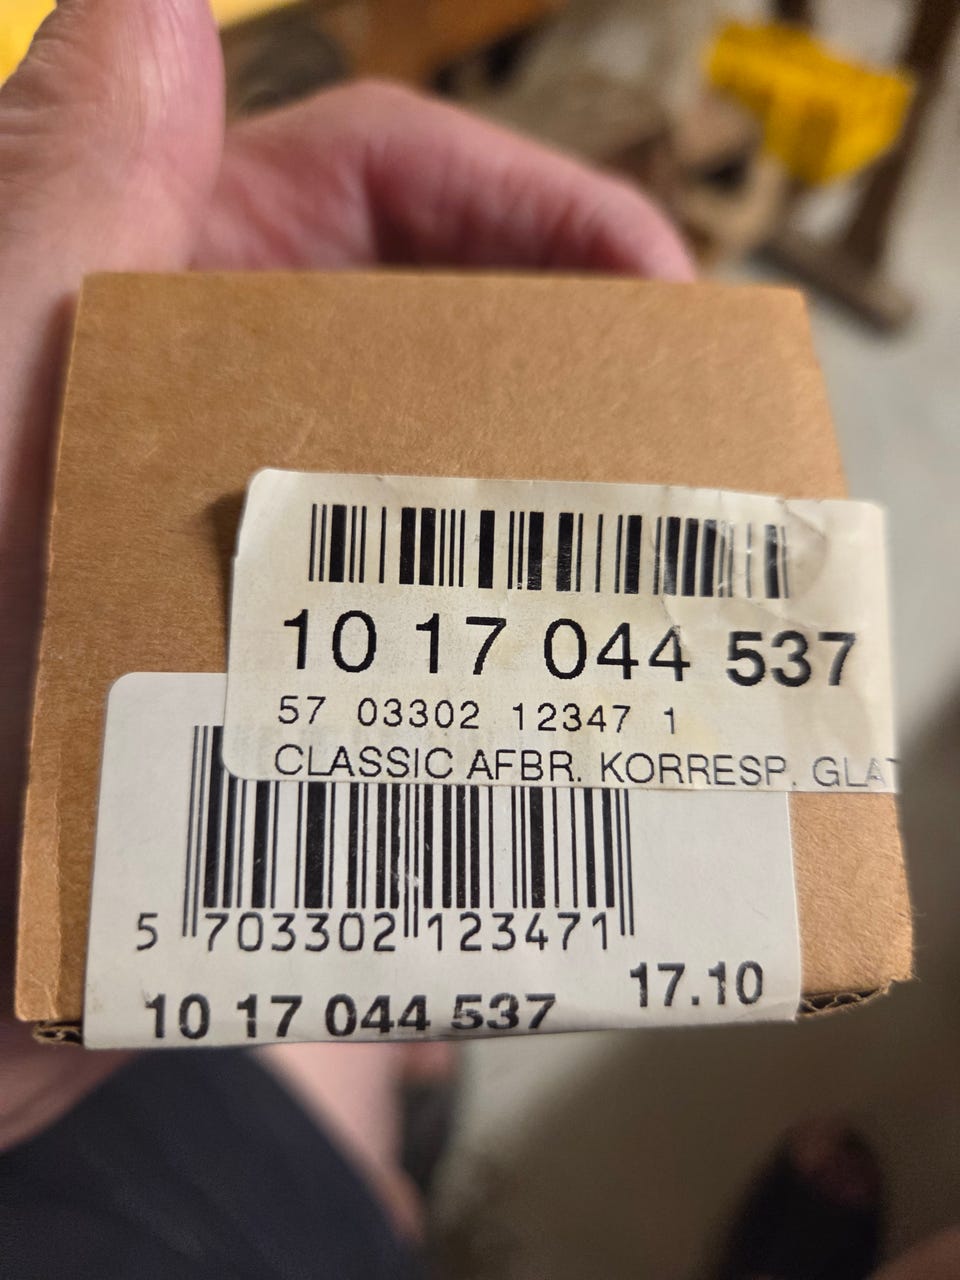 10 17 044 537
57 03302 12347 1
CLASSIC AFBR. KORRESP. GLAT
5 703302 123471
17.10
10 17 044 537